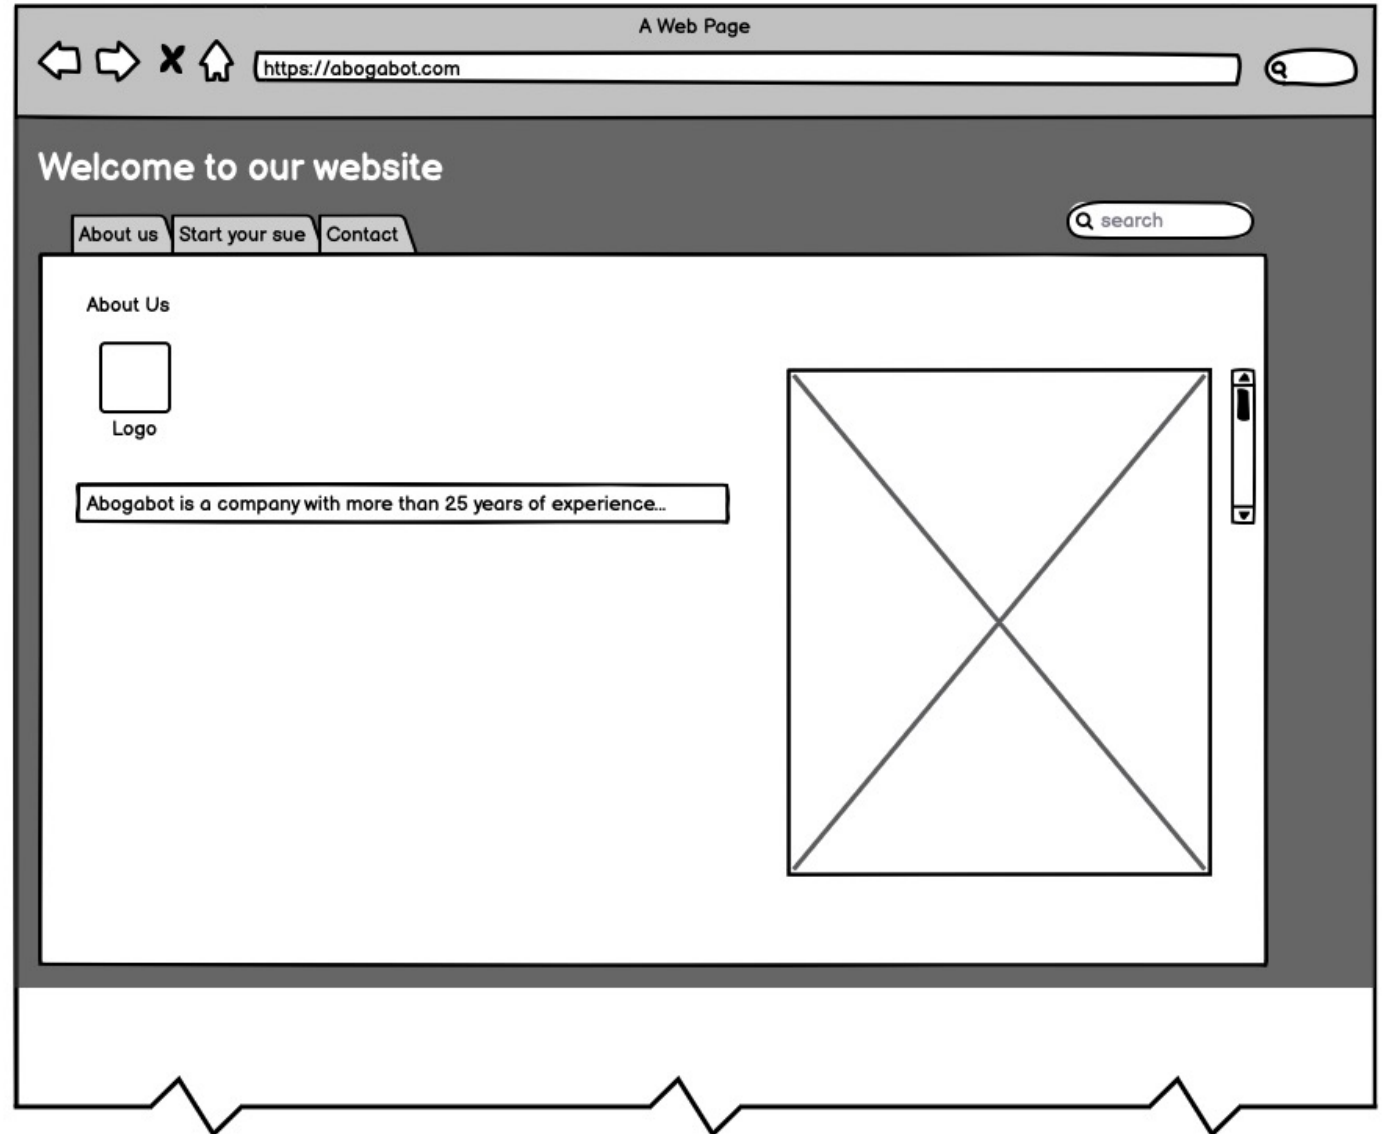 A Web Page
https://abogabot.com
Welcome to our website
About us
Start your sue
Contact
search
About Us
Logo
Abogabot is a company with more than 25 years of experience...